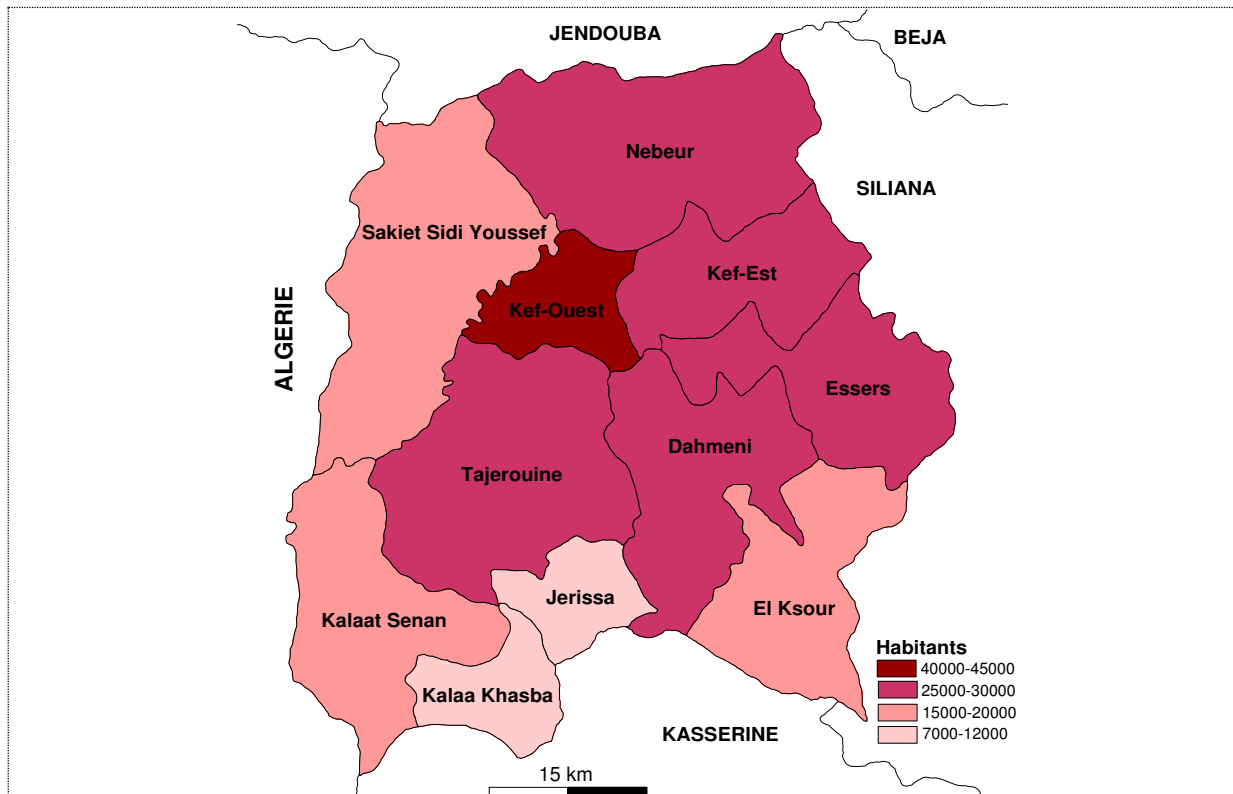 JENDOUBA
BEJA
Nebeur
SILIANA
Sakiet Sidi Youssef
Kef-Est
Kef-Ouest
ALGERIE
Essers
Dahmeni
Tajerouine
Jerissa
El Ksour
Kalaat Senan
Habitants
40000-45000
25000-30000
15000-20000
7000-12000
Kalaa Khasba
KASSERINE
15 km